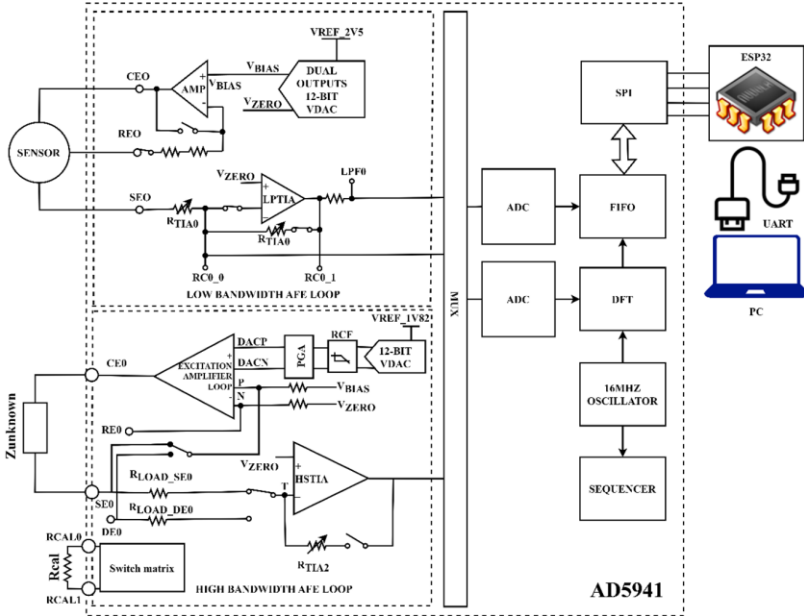 VREF_2V5
CEO
AMP
+
-
VBIAS
VBIAS
VZERO
DUAL
OUTPUTS
12-BIT
VDAC
SENSOR
REO
SEO
RTIA0
VZERO
+
-
LPTIA
LPF0
RTIA0
RC0_0
RC0_1
LOW BANDWIDTH AFE LOOP
VREF_1V82
CE0
EXCITATION
AMPLIFIER
LOOP
+
-
DACP
DACN
P
N
PGA
RCF
12-BIT
VDAC
VBIAS
VZERO
Zunknown
RE0
RLOAD_SE0
SE0
RLOAD_DE0
DE0
VZERO
+
T
-
HSTIA
RTIA2
RCAL0
Rcal
RCAL1
Switch matrix
HIGH BANDWIDTH AFE LOOP
MUX
ADC
ADC
SPI
FIFO
DFT
16MHZ
OSCILLATOR
SEQUENCER
AD5941
ESP32
UART
PC